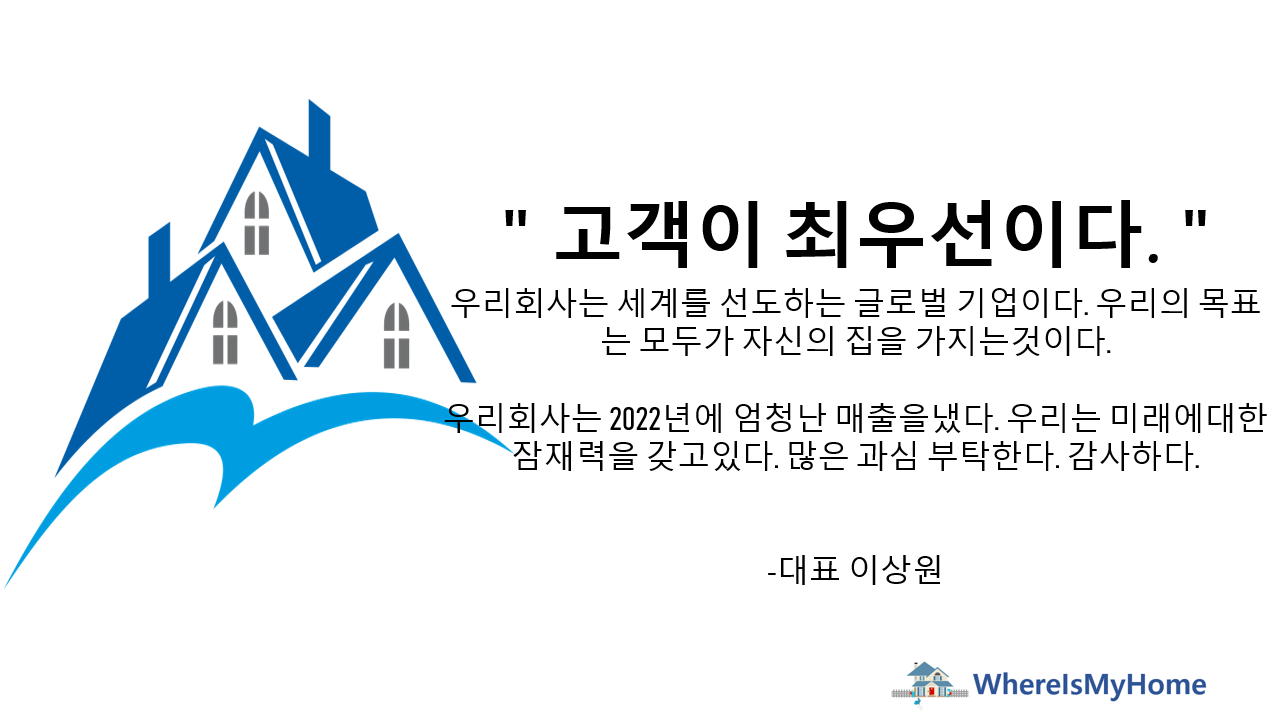 " 고객이 최우선이다. "
우리회사는 세계를 선도하는 글로벌 기업이다. 우리의 목표
는 모두가 자신의 집을 가지는것이다.
우리회사는 2022년에 엄청난 매출을냈다. 우리는 미래에대한
잠재력을 갖고있다. 많은 과심 부탁한다. 감사하다.
-대표 이상원
WhereIsMyHome